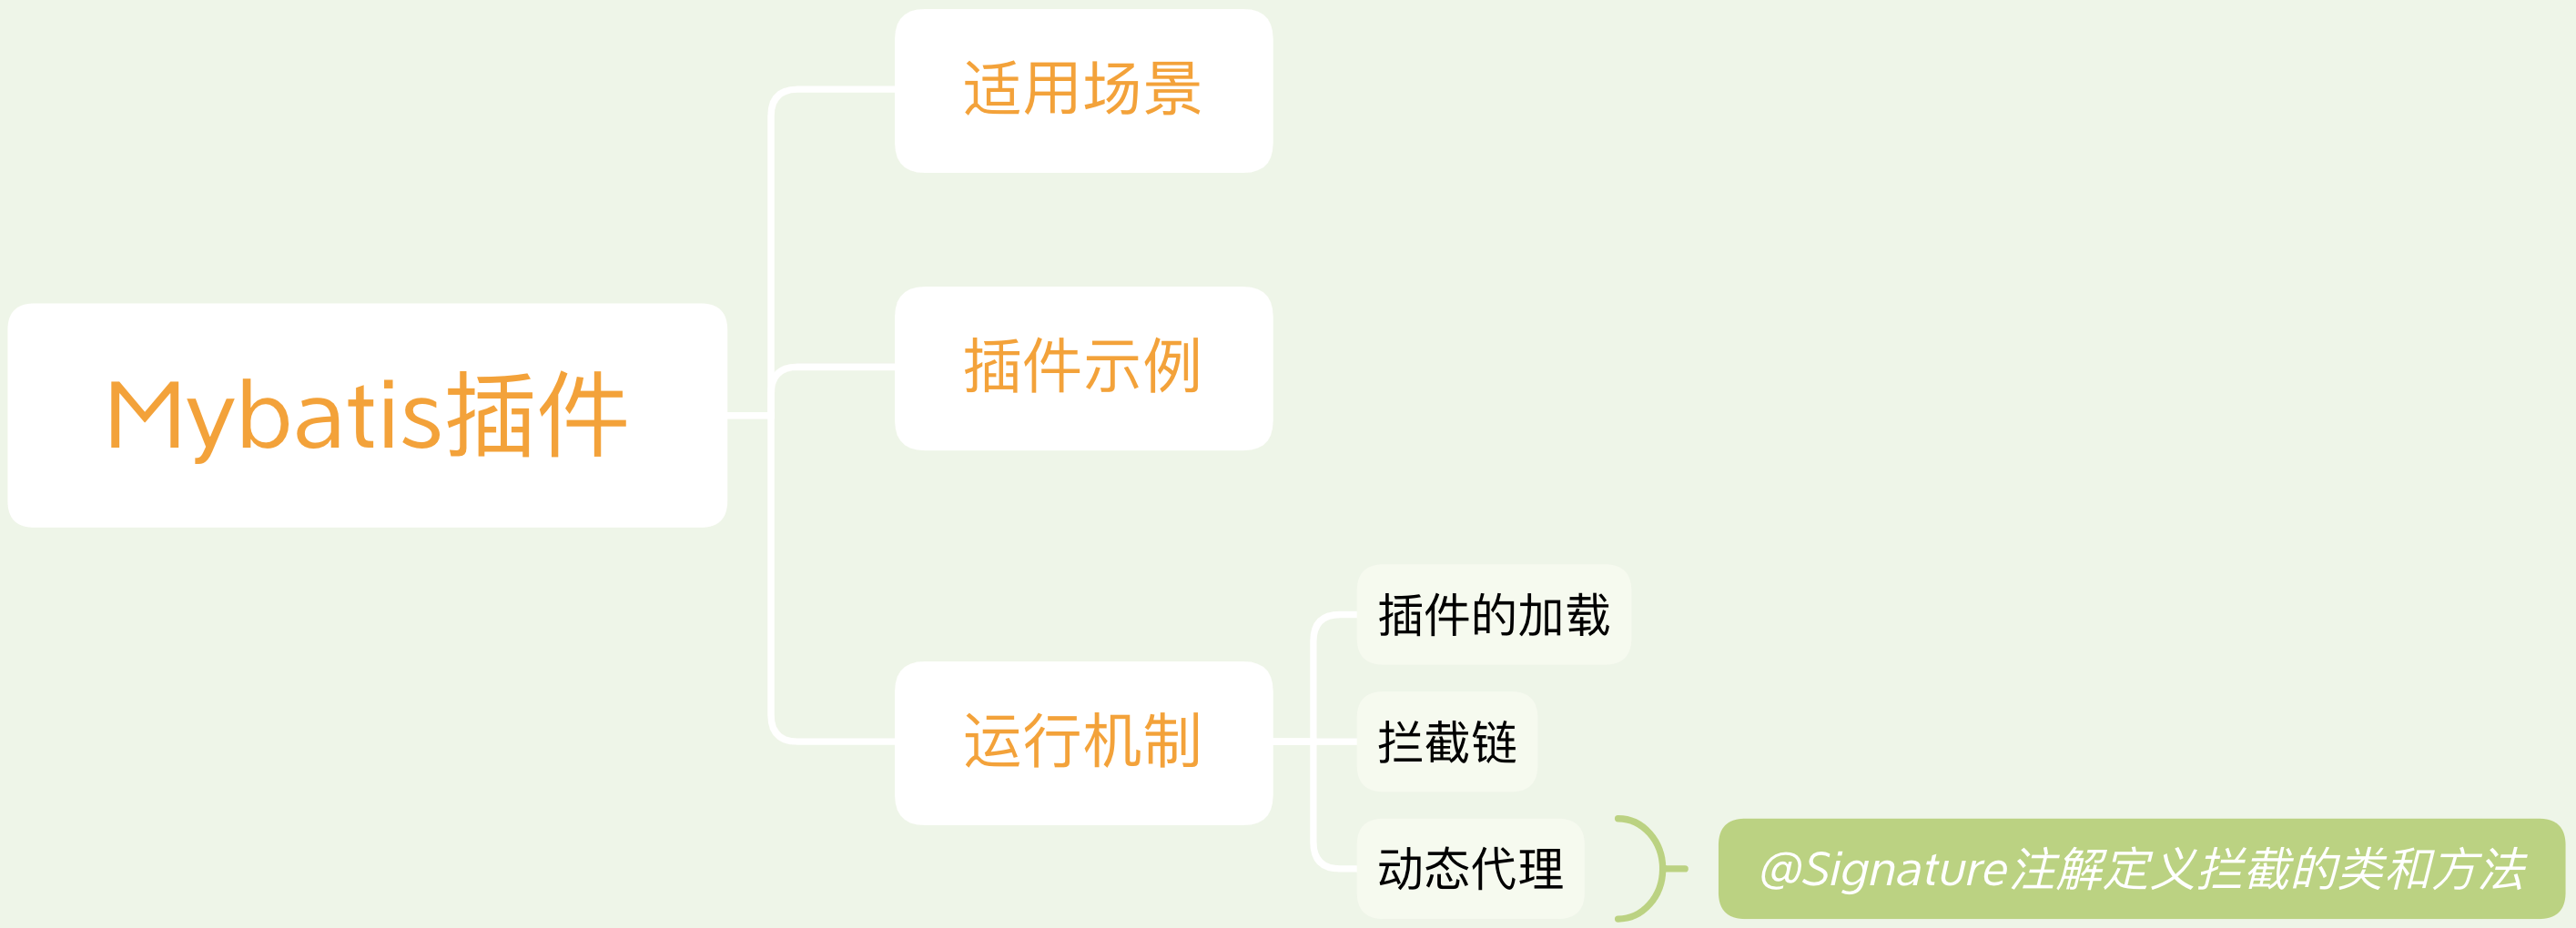 Mybatis插件
适用场景
插件示例
运行机制
插件的加载
拦截链
动态代理
@Signature注解定义拦截的类和方法